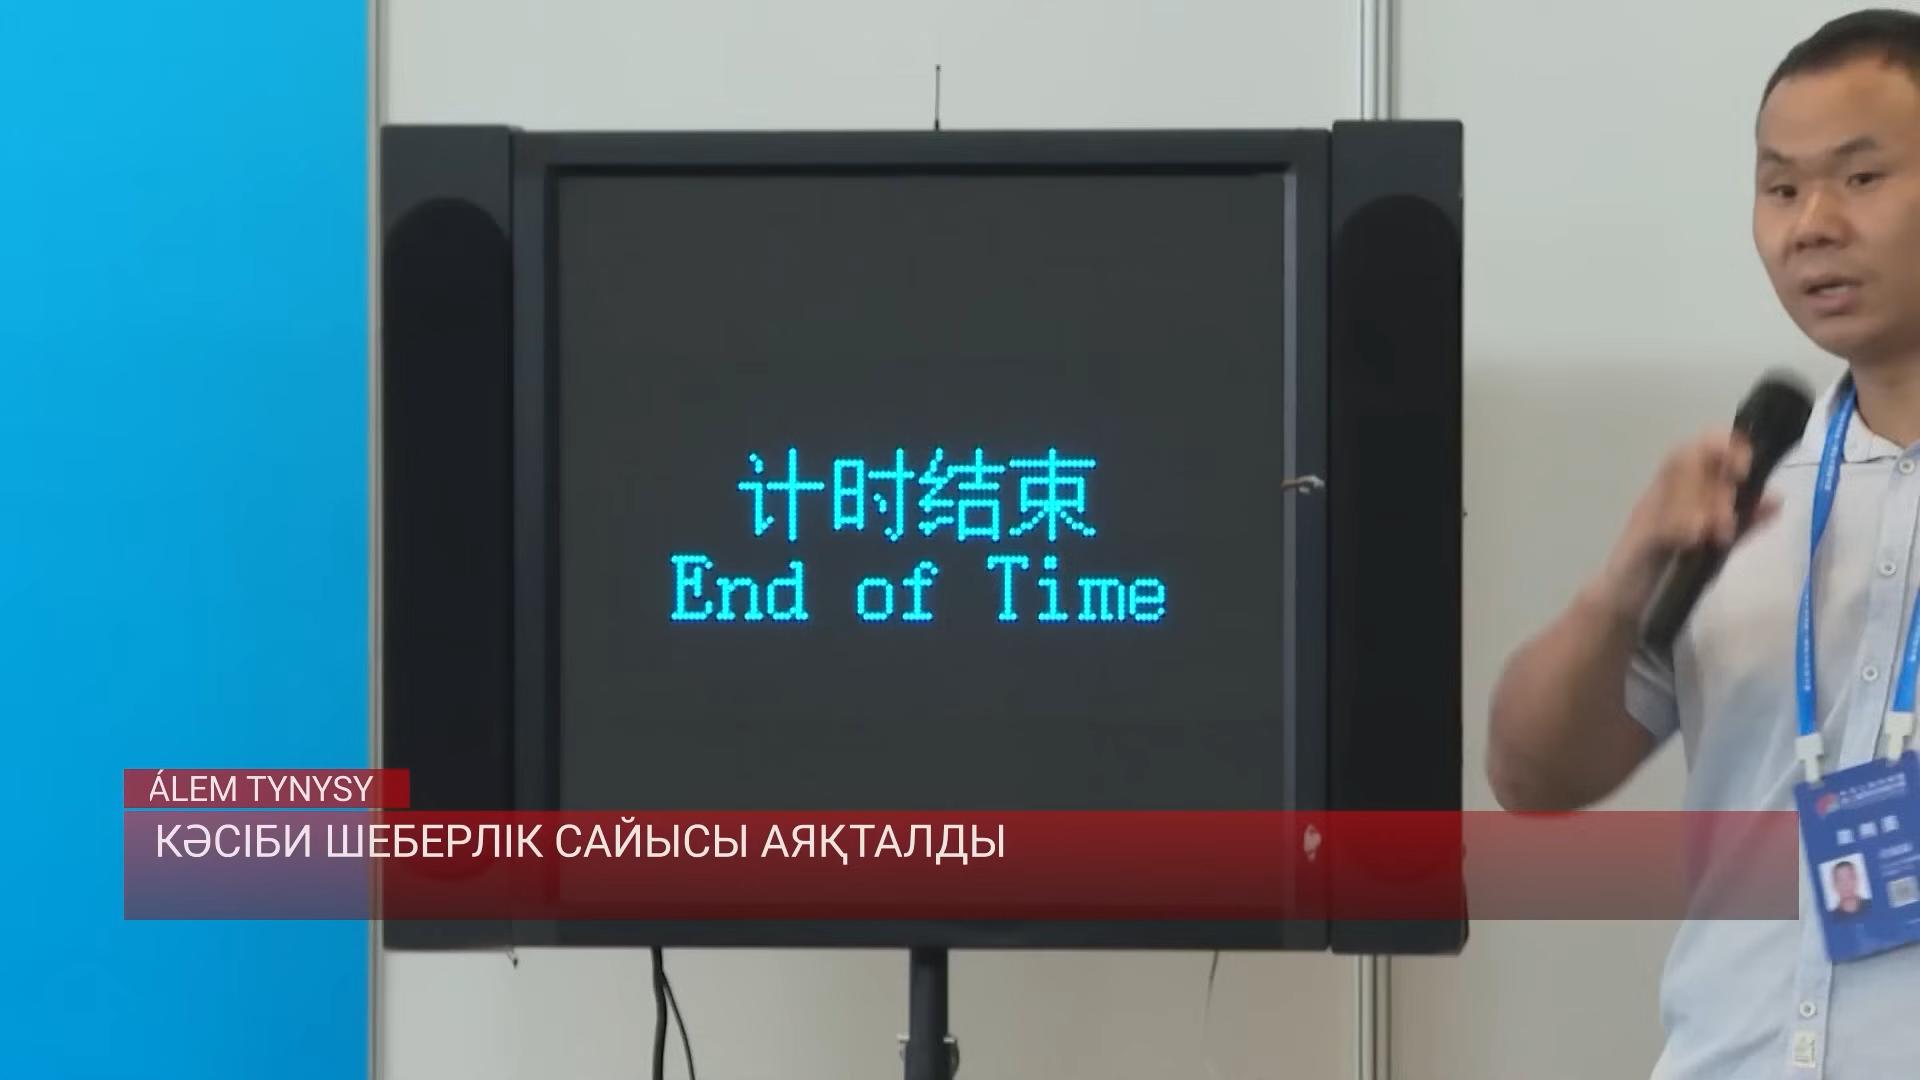 计时结束
End of Time
ÁLEM TYNYSY
КӘСІБИ ШЕБЕРЛІК САЙЫСЫ АЯҚТАЛДЫ